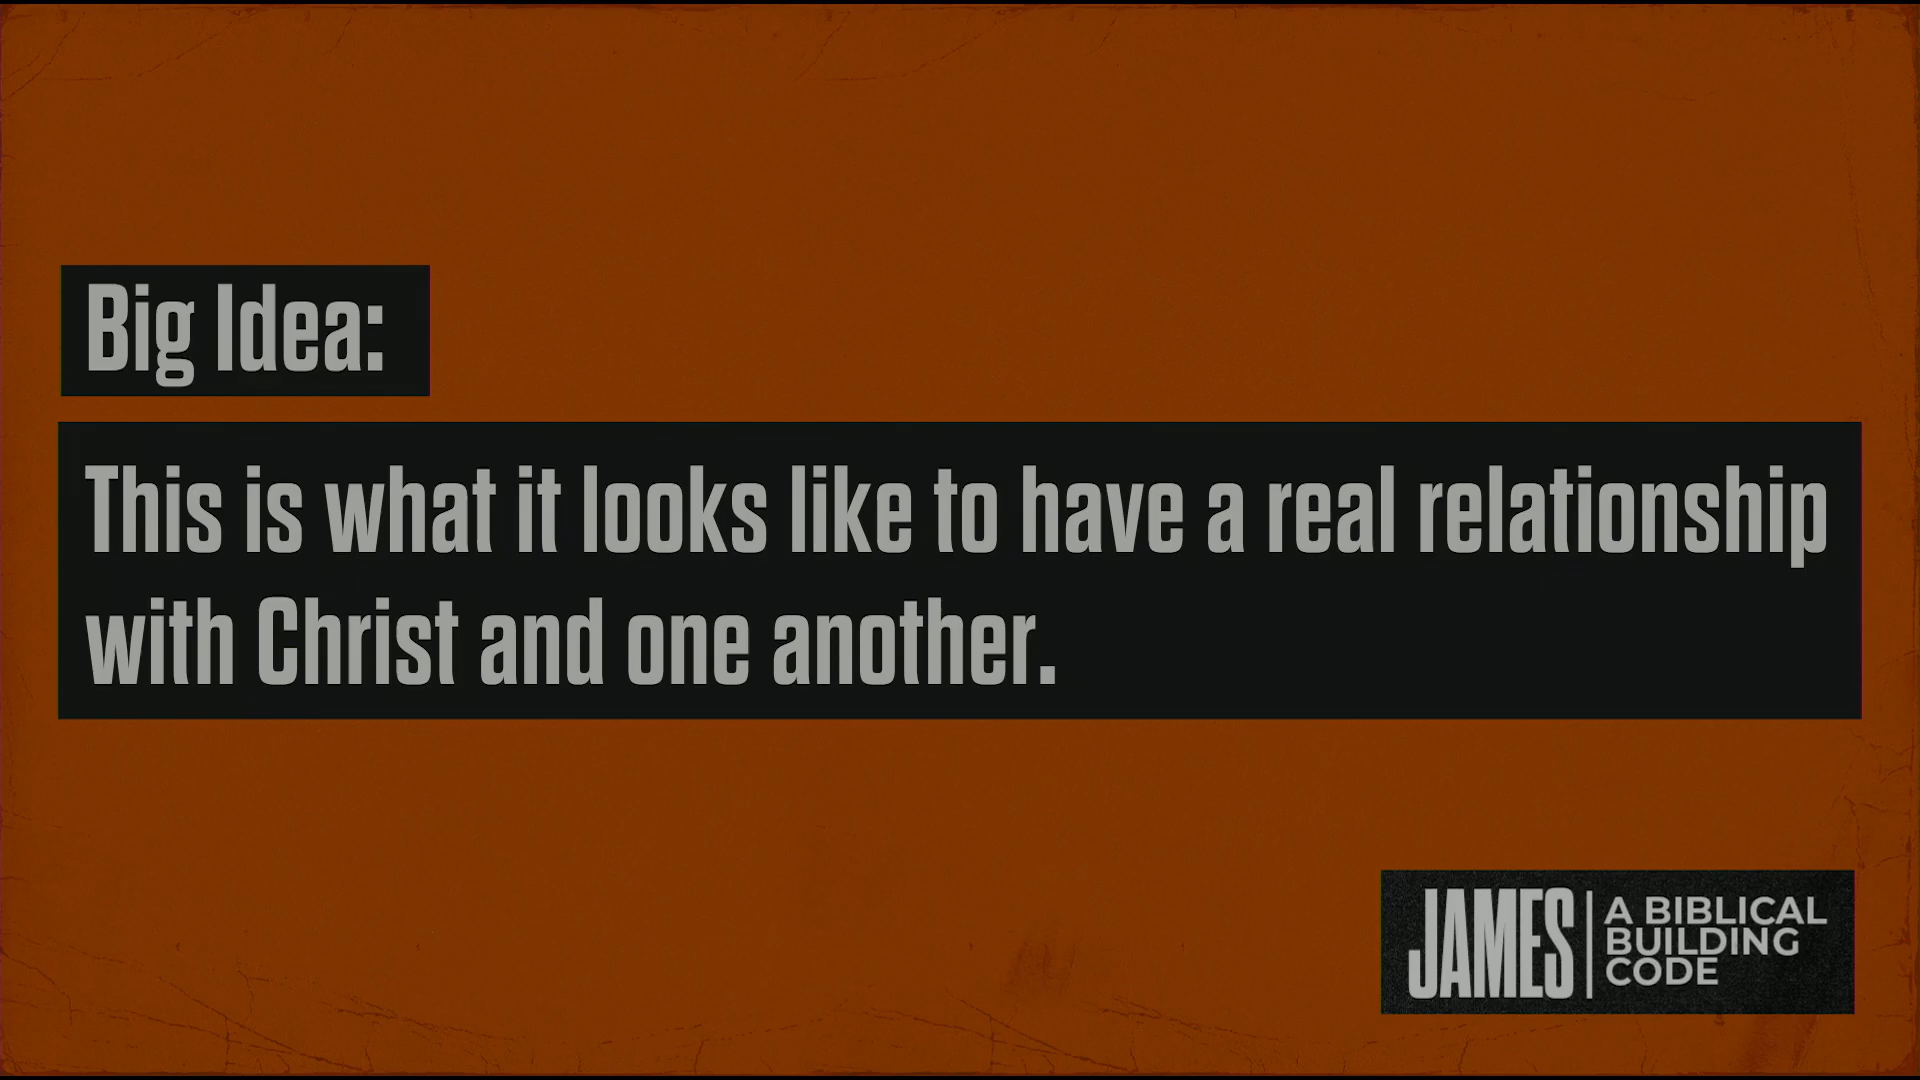 Big Idea:
This is what it looks like to have a real relationship
with Christ and one another.
JAMES
A BIBLICAL
BUILDING
CODE